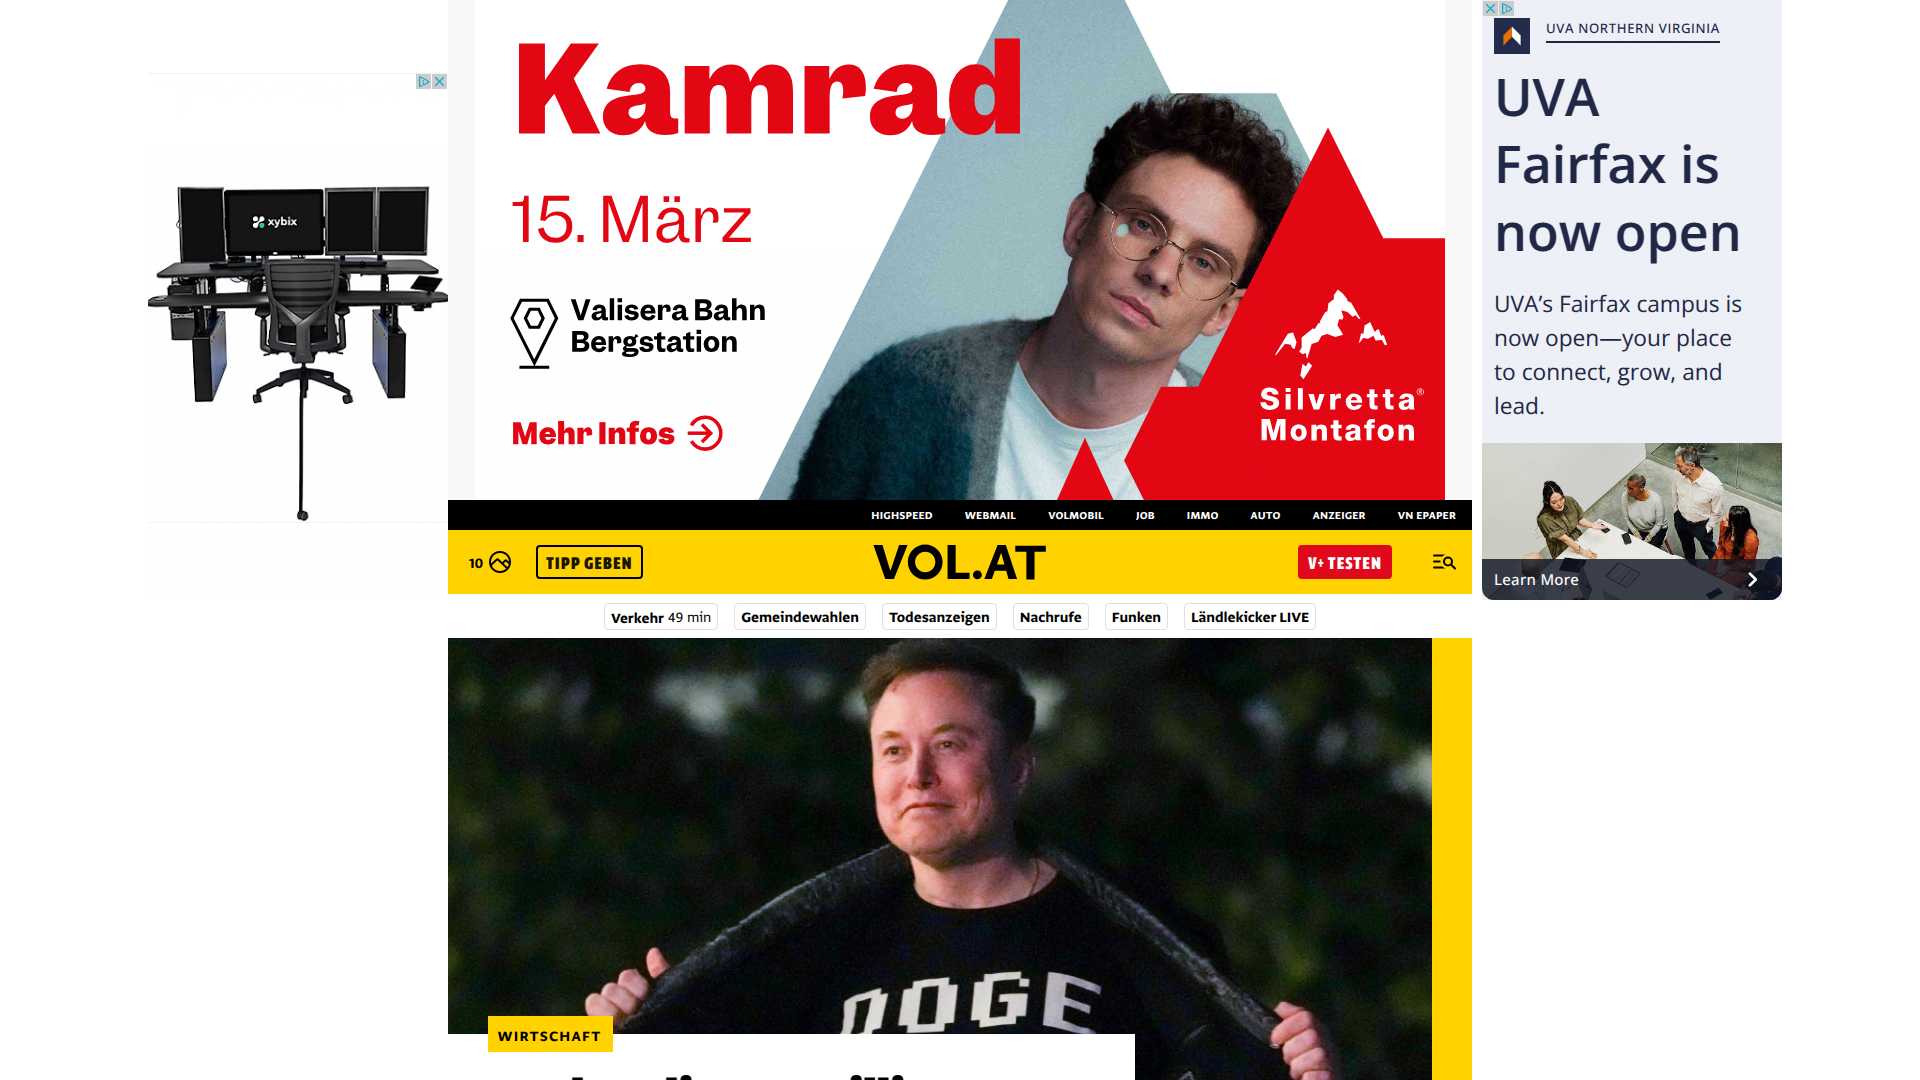 xybix
Kamrad
15. März
Valisera Bahn
Bergstation
Mehr Infos
Silvretta®
Montafon
UVA NORTHERN VIRGINIA
UVA
Fairfax is
now open
UVA’s Fairfax campus is
now open—your place
to connect, grow, and
lead.
Learn More
HIGHSPEED WEBMAIL VOLMOBIL JOB IMMO AUTO ANZEIGER VN EPAPER
10 TIPP GEBEN VOL.AT V+ TESTEN
Verkehr 49 min Gemeindewahlen Todesanzeigen Nachrufe Funken Ländlekicker LIVE
DOGE
WIRTSCHAFT